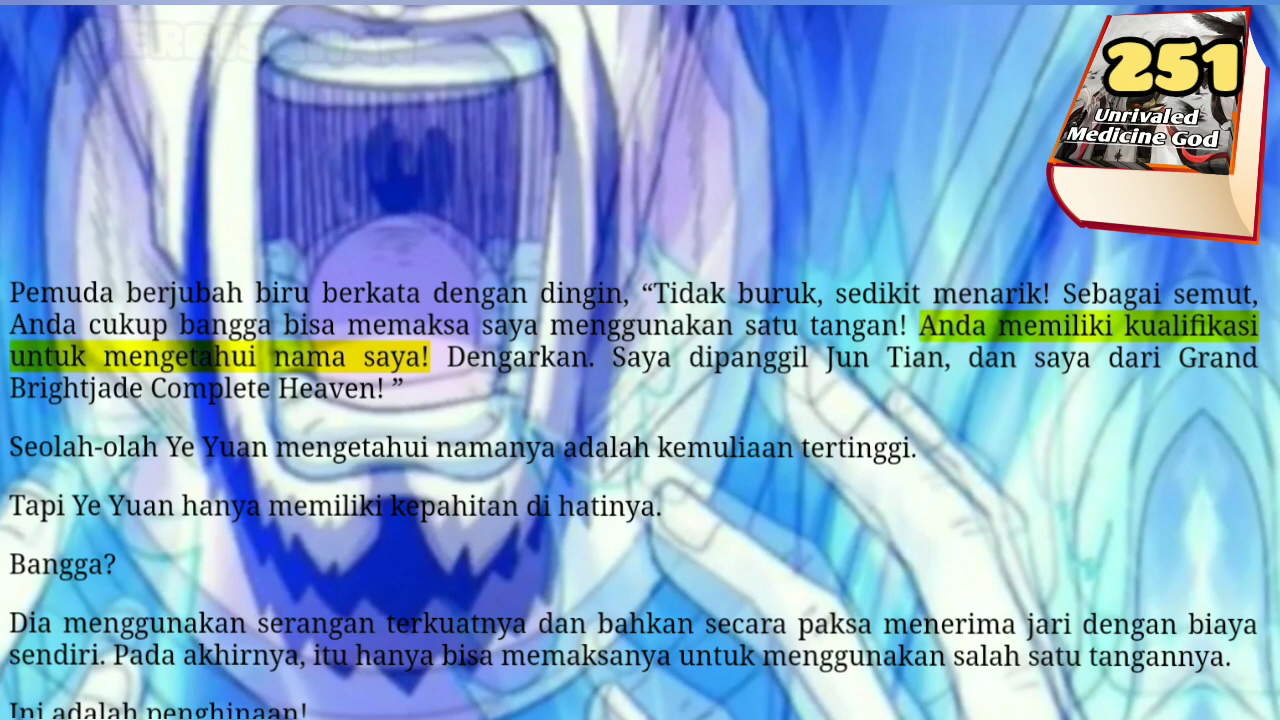 251
Unrivaled
Medicine God
Pemuda berjubah biru berkata dengan dingin, “Tidak buruk, sedikit menarik! Sebagai semut,
Anda cukup bangga bisa memaksa saya menggunakan satu tangan! Anda memiliki kualifikasi
untuk mengetahui nama saya! Dengarkan. Saya dipanggil Jun Tian, dan saya dari Grand
Brightjade Complete Heaven! ”
Seolah-olah Ye Yuan mengetahui namanya adalah kemuliaan tertinggi.
Tapi Ye Yuan hanya memiliki kepahitan di hatinya.
Bangga?
Dia menggunakan serangan terkuatnya dan bahkan secara paksa menerima jari dengan biaya
sendiri. Pada akhirnya, itu hanya bisa memaksanya untuk menggunakan salah satu tangannya.
Ini adalah penghinaan!